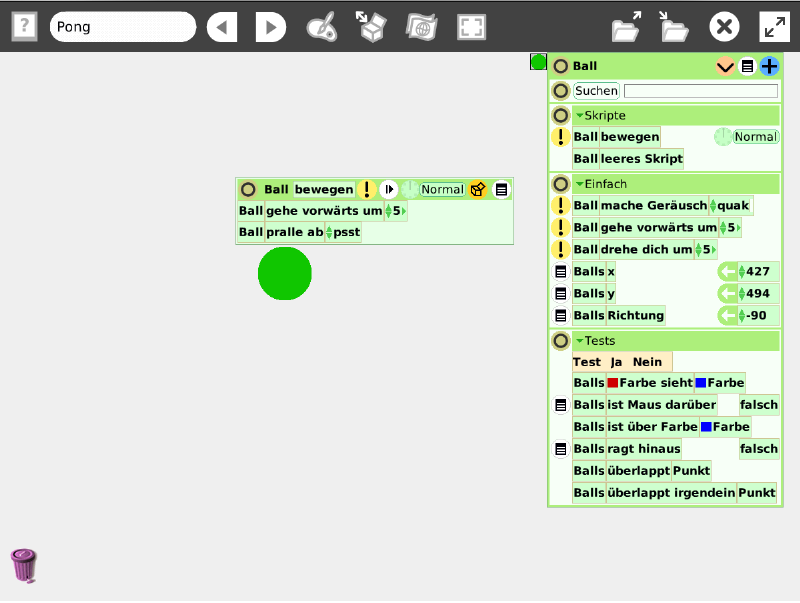 ?
Pong
Ball
Suchen
Skripte
! Ball bewegen Normal
Ball leeres Skript
Ball bewegen ! Normal
Ball gehe vorwärts um 5
Ball pralle ab psst
Einfach
! Ball mache Geräusch quak
! Ball gehe vorwärts um 5
! Ball drehe dich um 5
Balls x 427
Balls y 494
Balls Richtung -90
Tests
Test Ja Nein
Balls Farbe sieht Farbe
Balls ist Maus darüber falsch
Balls ist über Farbe Farbe
Balls ragt hinaus falsch
Balls überlappt Punkt
Balls überlappt irgendein Punkt